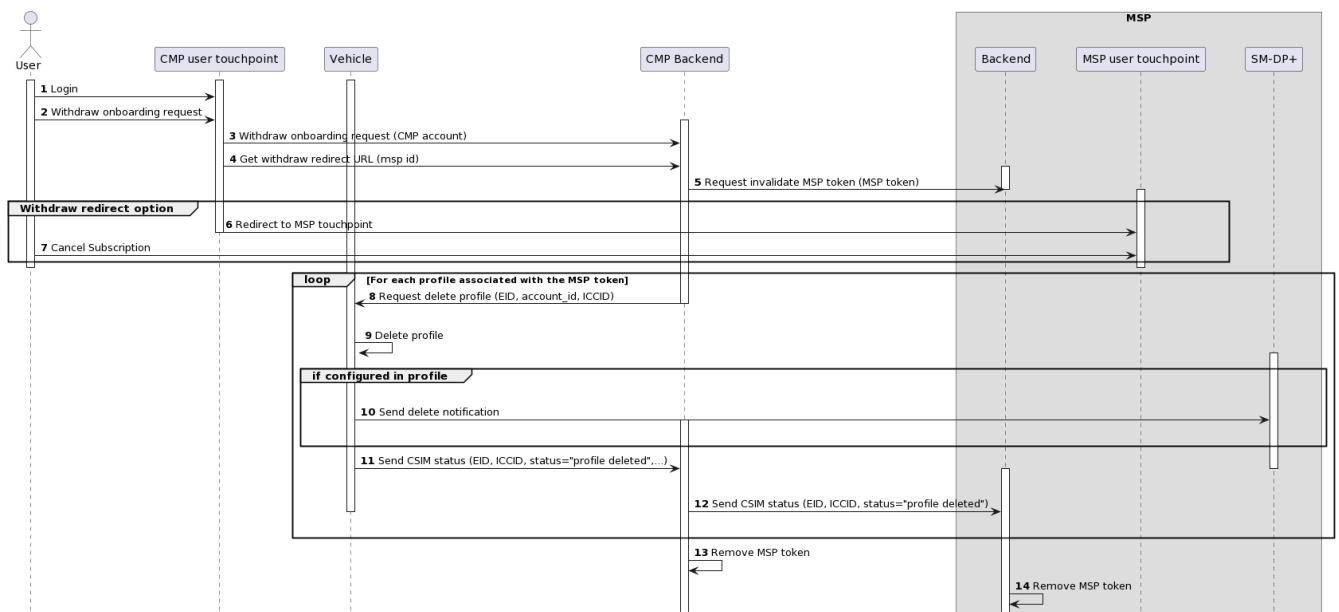 MSP
User
CMP user touchpoint
Vehicle
CMP Backend
Backend
MSP user touchpoint
SM-DP+
1 Login
2 Withdraw onboarding request
3 Withdraw onboarding request (CMP account)
4 Get withdraw redirect URL (msp id)
5 Request invalidate MSP token (MSP token)
Withdraw redirect option
6 Redirect to MSP touchpoint
7 Cancel Subscription
loop [For each profile associated with the MSP token]
8 Request delete profile (EID, account_id, ICCID)
9 Delete profile
if configured in profile
10 Send delete notification
11 Send CSIM status (EID, ICCID, status="profile deleted",...)
12 Send CSIM status (EID, ICCID, status="profile deleted")
13 Remove MSP token
14 Remove MSP token